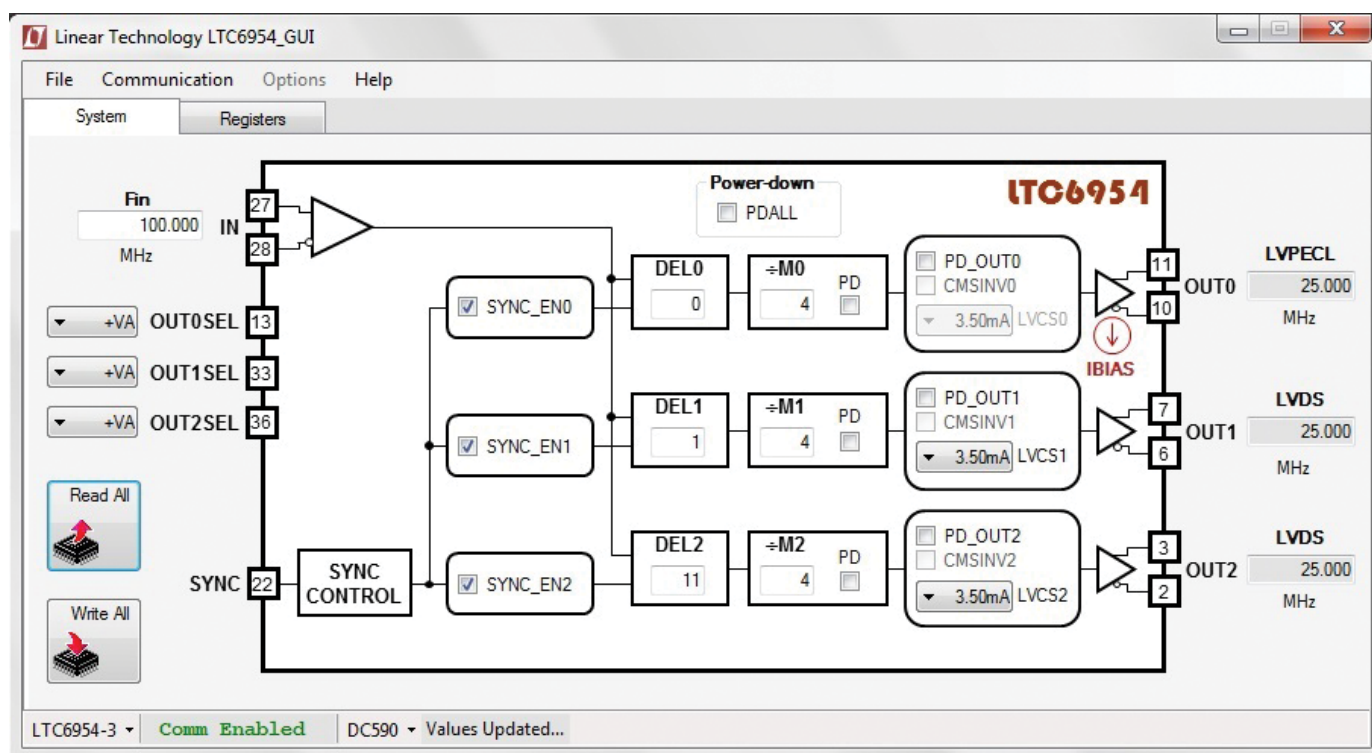 Linear Technology LTC6954_GUI
File Communication Options Help
System Registers
Power-down
PDALL
LTC6954
Fin
100.000
MHz
IN
27
28
+VA OUT0SEL 13
+VA OUT1SEL 33
+VA OUT2SEL 36
Read All
Write All
SYNC 22
SYNC CONTROL
SYNC_EN0
SYNC_EN1
SYNC_EN2
DEL0
0
÷M0
4
PD
PD_OUT0
CMSINV0
3.50mA LVCS0
IBIAS
11
10
OUT0
LVPECL
25.000
MHz
DEL1
1
÷M1
4
PD
PD_OUT1
CMSINV1
3.50mA LVCS1
7
6
OUT1
LVDS
25.000
MHz
DEL2
11
÷M2
4
PD
PD_OUT2
CMSINV2
3.50mA LVCS2
3
2
OUT2
LVDS
25.000
MHz
LTC6954-3 Comm Enabled DC590 Values Updated...